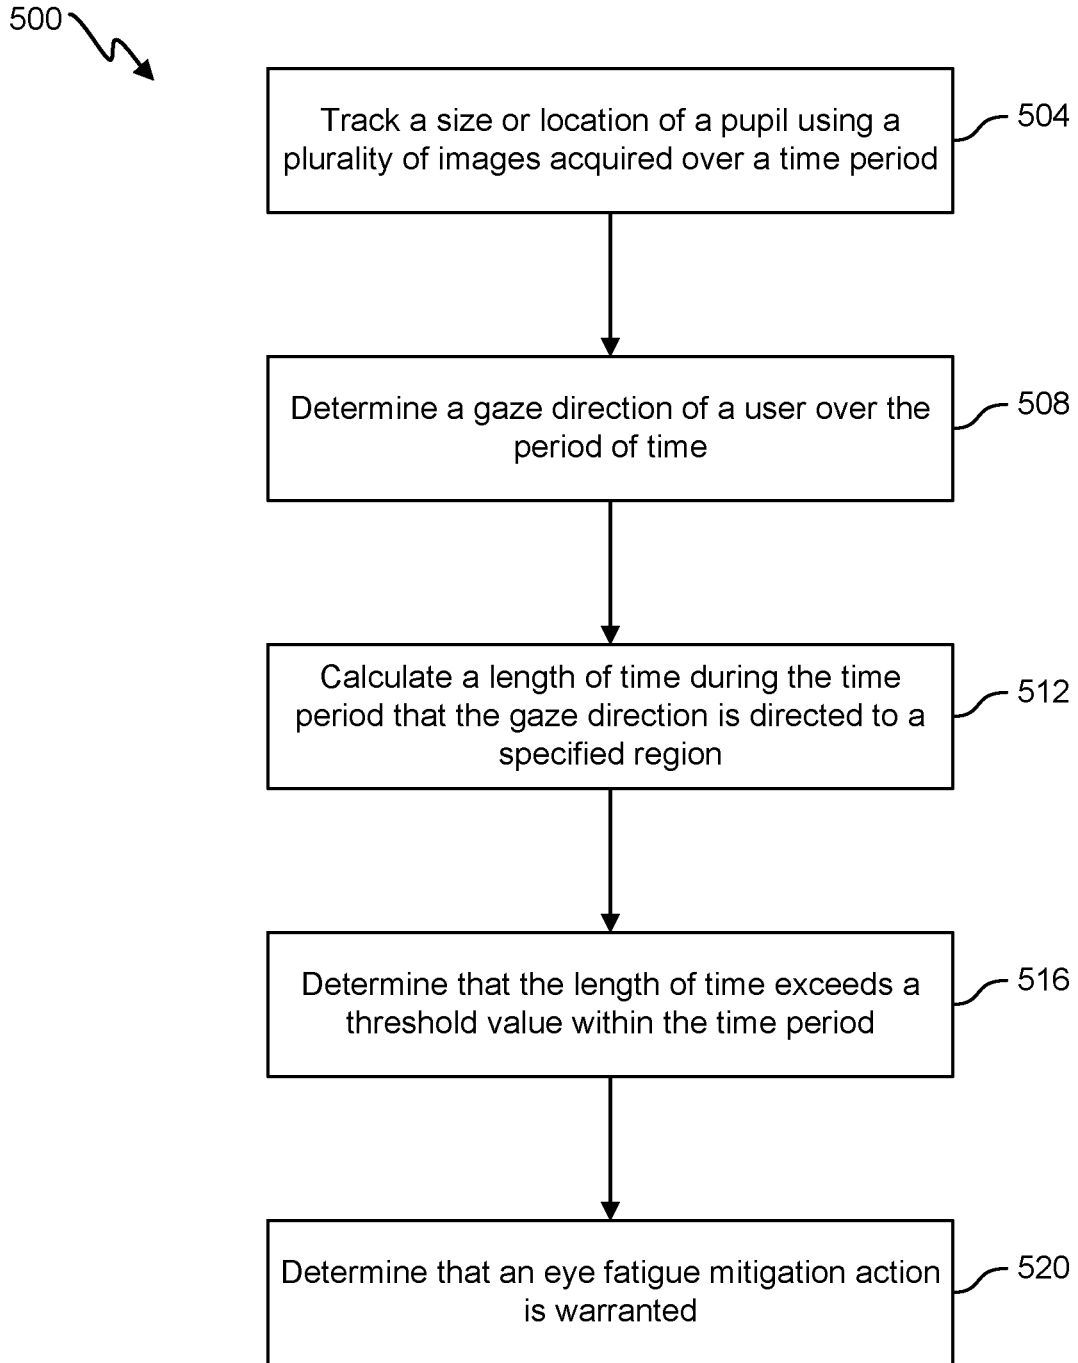 500
Track a size or location of a pupil using a
plurality of images acquired over a time period
504
Determine a gaze direction of a user over the
period of time
508
Calculate a length of time during the time
period that the gaze direction is directed to a
specified region
512
Determine that the length of time exceeds a
threshold value within the time period
516
Determine that an eye fatigue mitigation action
is warranted
520